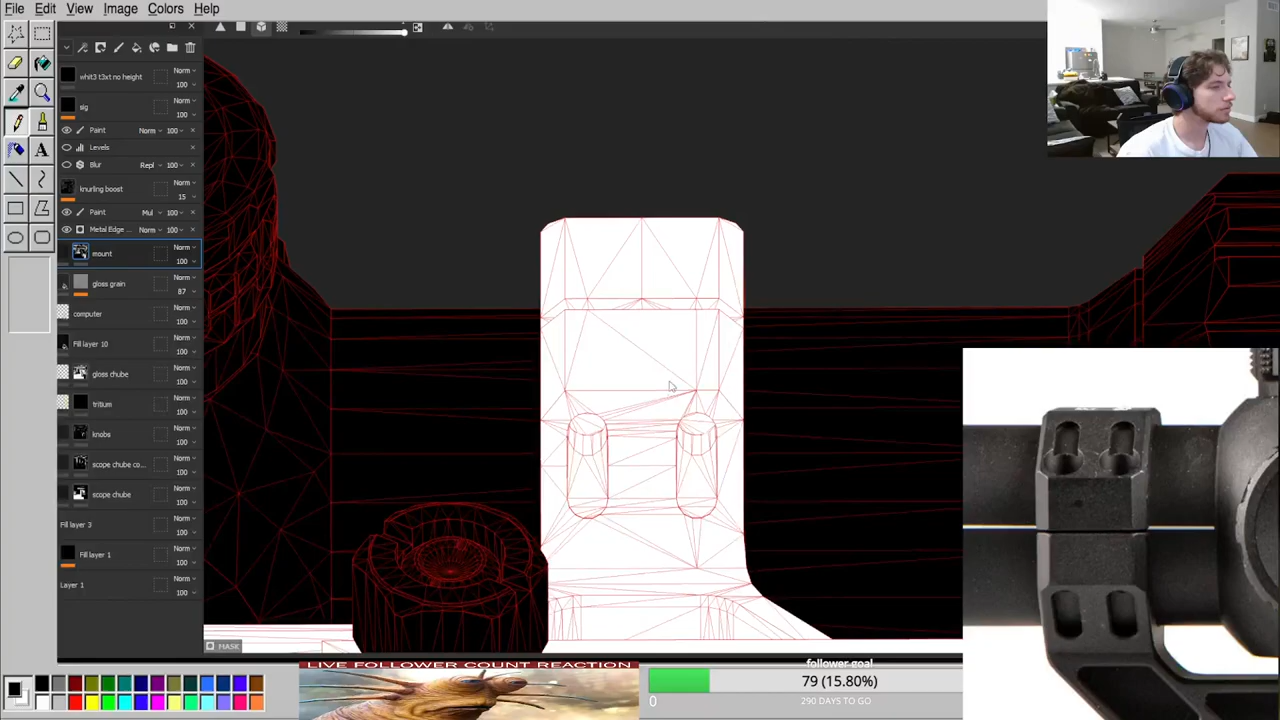 File Edit View Image Colors Help
whit3 t3xt no height Norm 100
sig Norm 100
Paint Norm 100
Levels
Blur Repl 100
knurling boost Norm 15
Paint Mul 100
Metal Edge ... Norm 100
mount Norm 100
gloss grain Norm 87
computer Norm 100
Fill layer 10 Norm 100
gloss chube Norm 100
tritium Norm 100
knobs Norm 100
scope chube co... Norm 100
scope chube Norm 100
Fill layer 3 Norm 100
Fill layer 1 Norm 100
Layer 1 Norm 100
MASK
LIVE FOLLOWER COUNT REACTION
follower goal
79 (15.80%)
0
290 DAYS TO GO